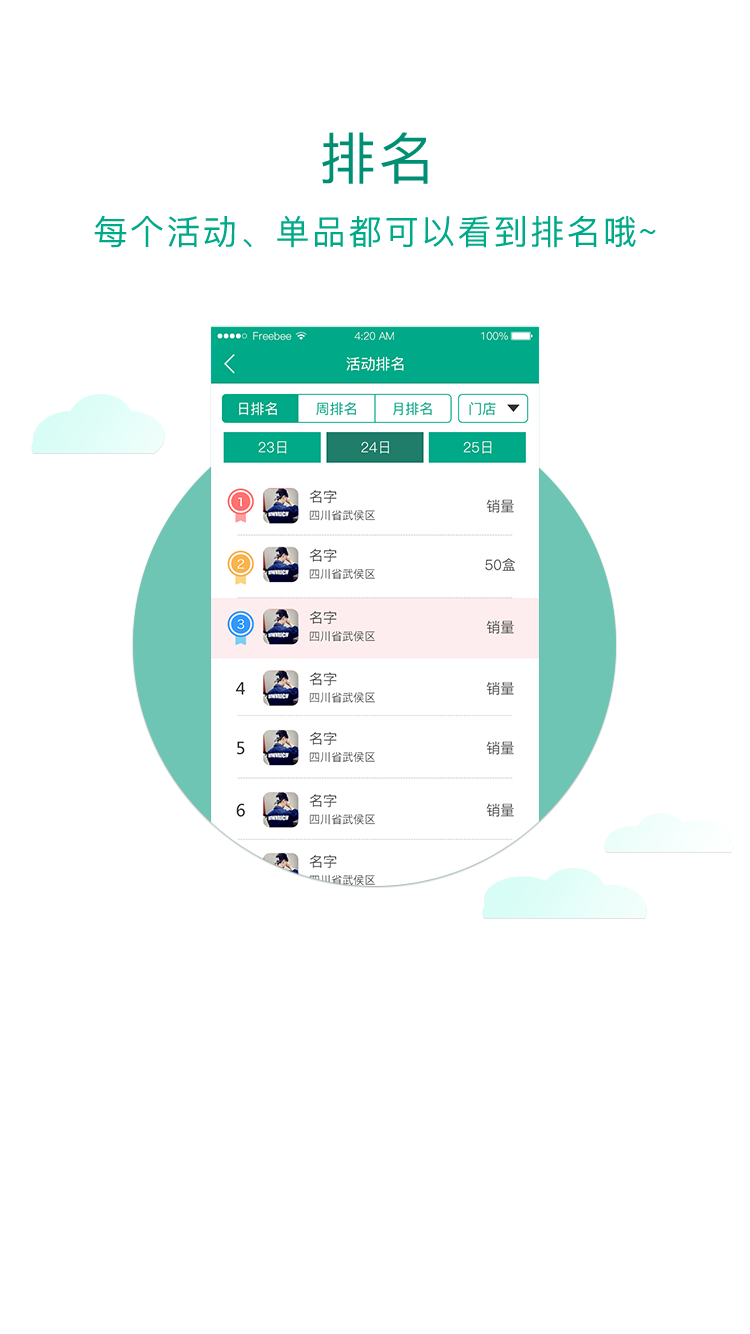 排名
每个活动、单品都可以看到排名哦~
Freebee 4:20 AM 100%
活动排名
日排名 周排名 月排名 门店
23日 24日 25日
1 名字
四川省武侯区
销量
2 名字
四川省武侯区
50盒
3 名字
四川省武侯区
销量
4 名字
四川省武侯区
销量
5 名字
四川省武侯区
销量
6 名字
四川省武侯区
销量
名字
四川省武侯区